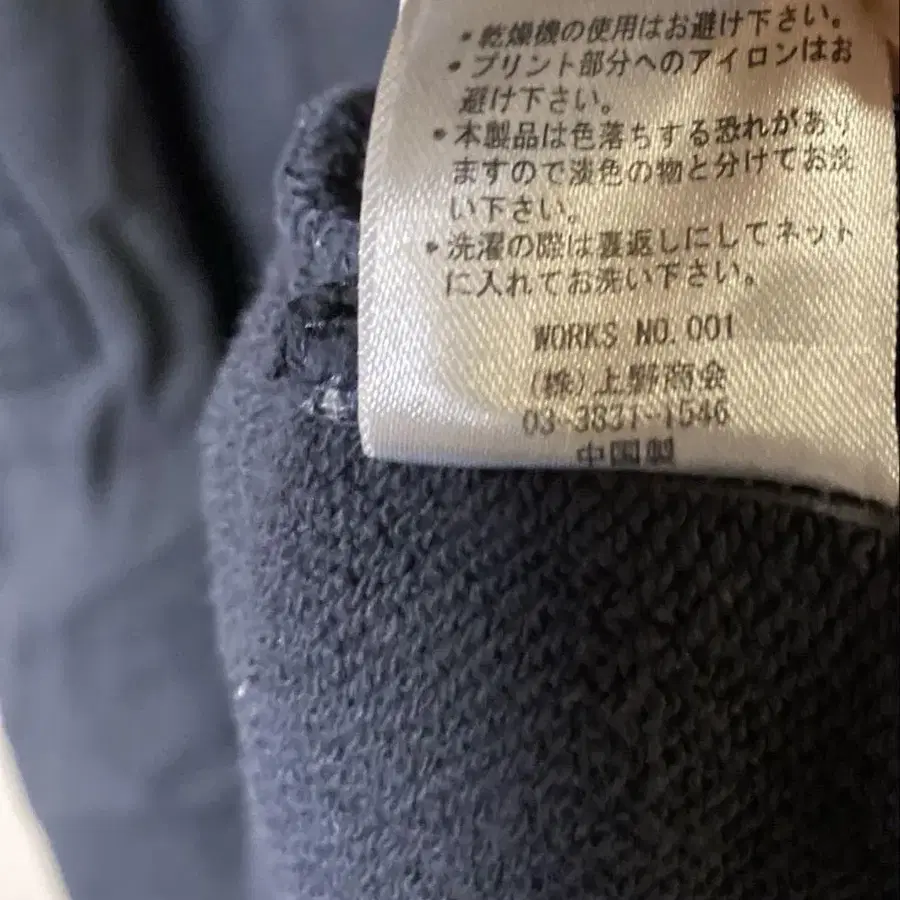 ・乾燥機の使用はお避け下さい。
・プリント部分へのアイロンはお
避け下さい。
・本製品は色落ちする恐れがあり
ますので淡色の物と分けてお洗
い下さい。
・洗濯の際は裏返しにしてネット
に入れてお洗い下さい。
WORKS NO.001
(株)上野商会
03-3831-1546
中国製